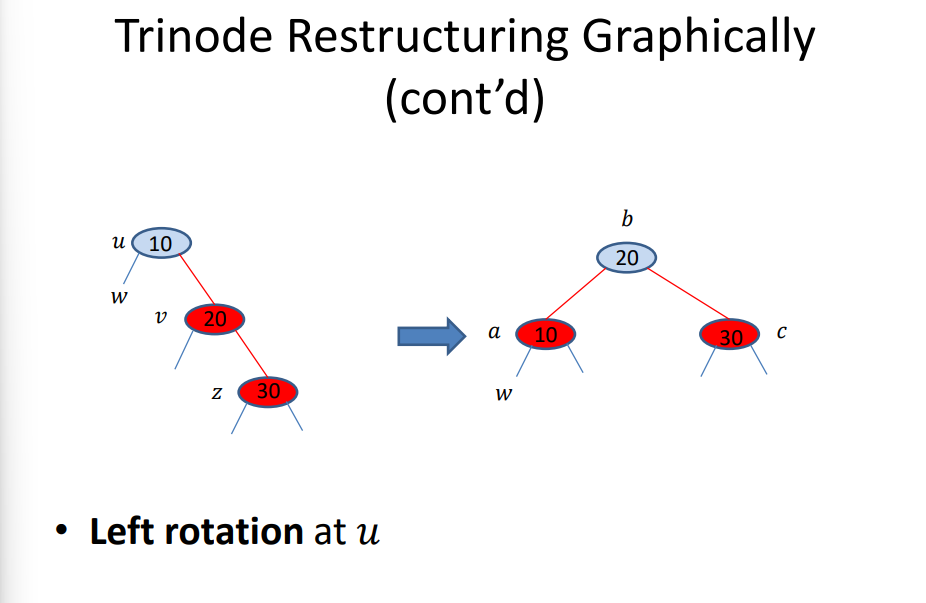 Trinode Restructuring Graphically
(cont’d)
b
u 10
20
w
v 20
a 10
30 c
z 30
w
• Left rotation at u